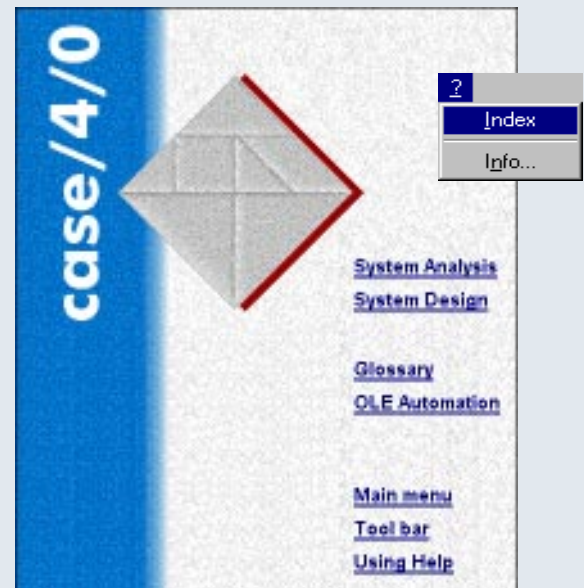 case/4/0
?
Index
Info...
System Analysis
System Design
Glossary
OLE Automation
Main menu
Tool bar
Using Help